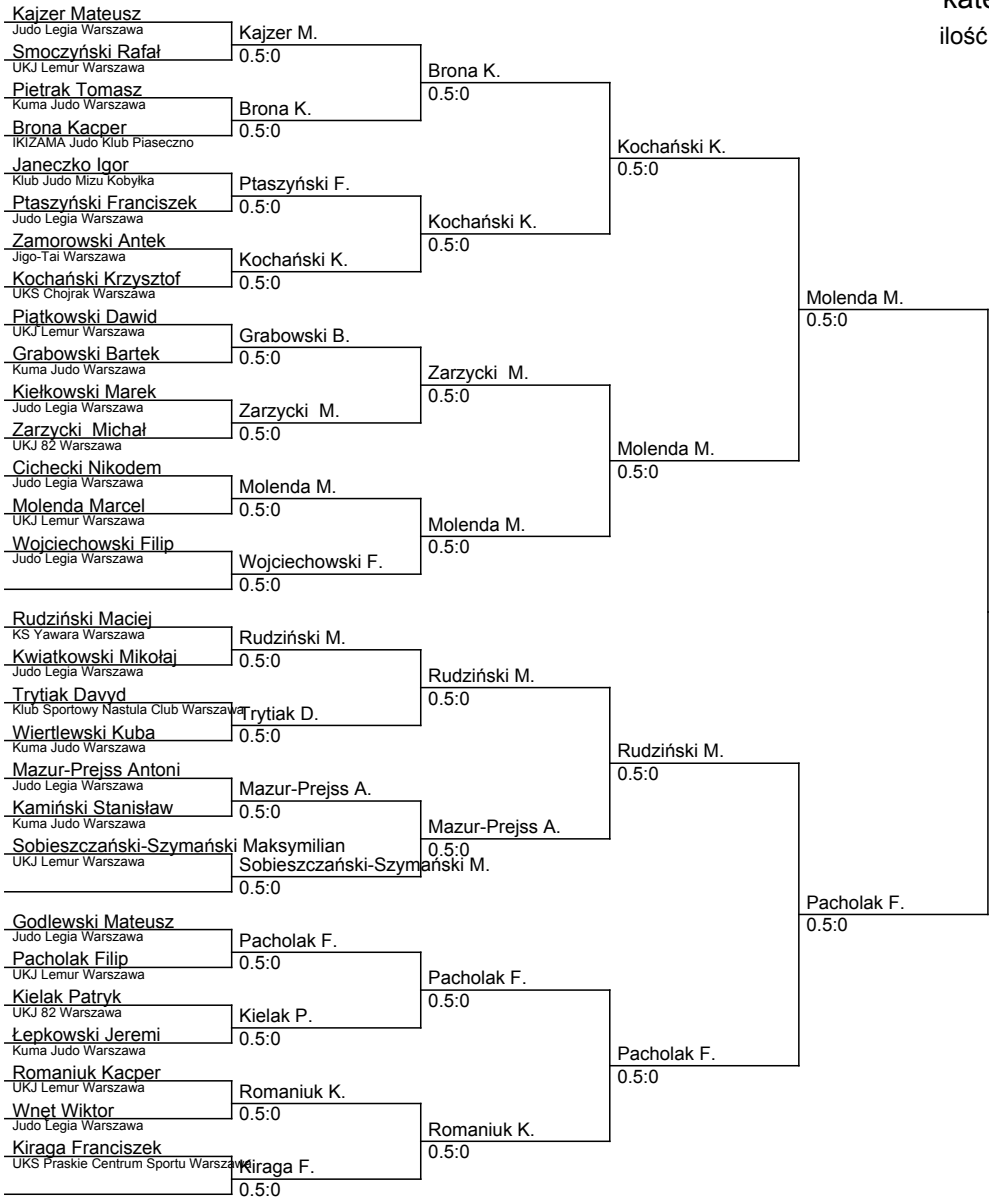 kate
ilość
Kajzer Mateusz
Judo Legia Warszawa
Smoczyński Rafał
UKJ Lemur Warszawa
Pietrak Tomasz
Kuma Judo Warszawa
Brona Kacper
IKIZAMA Judo Klub Piaseczno
Janeczko Igor
Klub Judo Mizu Kobyłka
Ptaszyński Franciszek
Judo Legia Warszawa
Zamorowski Antek
Jigo-Tai Warszawa
Kochański Krzysztof
UKS Chojrak Warszawa
Piątkowski Dawid
UKJ Lemur Warszawa
Grabowski Bartek
Kuma Judo Warszawa
Kiełkowski Marek
Judo Legia Warszawa
Zarzycki  Michał
UKJ 82 Warszawa
Cichecki Nikodem
Judo Legia Warszawa
Molenda Marcel
UKJ Lemur Warszawa
Wojciechowski Filip
Judo Legia Warszawa
Rudziński Maciej
KS Yawara Warszawa
Kwiatkowski Mikołaj
Judo Legia Warszawa
Trytiak Davyd
Klub Sportowy Nastula Club Warszawa
Wiertlewski Kuba
Kuma Judo Warszawa
Mazur-Prejss Antoni
Judo Legia Warszawa
Kamiński Stanisław
Kuma Judo Warszawa
Sobieszczański-Szymański Maksymilian
UKJ Lemur Warszawa
Godlewski Mateusz
Judo Legia Warszawa
Pacholak Filip
UKJ Lemur Warszawa
Kielak Patryk
UKJ 82 Warszawa
Łepkowski Jeremi
Kuma Judo Warszawa
Romaniuk Kacper
UKJ Lemur Warszawa
Wnęt Wiktor
Judo Legia Warszawa
Kiraga Franciszek
UKS Praskie Centrum Sportu Warszawa
Kajzer M.
0.5:0
Brona K.
0.5:0
Ptaszyński F.
0.5:0
Kochański K.
0.5:0
Grabowski B.
0.5:0
Zarzycki  M.
0.5:0
Molenda M.
0.5:0
Wojciechowski F.
0.5:0
Rudziński M.
0.5:0
Trytiak D.
0.5:0
Mazur-Prejss A.
0.5:0
Sobieszczański-Szymański M.
0.5:0
Pacholak F.
0.5:0
Kielak P.
0.5:0
Romaniuk K.
0.5:0
Kiraga F.
0.5:0
Brona K.
0.5:0
Kochański K.
0.5:0
Zarzycki  M.
0.5:0
Molenda M.
0.5:0
Rudziński M.
0.5:0
Mazur-Prejss A.
0.5:0
Pacholak F.
0.5:0
Romaniuk K.
0.5:0
Kochański K.
0.5:0
Molenda M.
0.5:0
Rudziński M.
0.5:0
Pacholak F.
0.5:0
Molenda M.
0.5:0
Pacholak F.
0.5:0